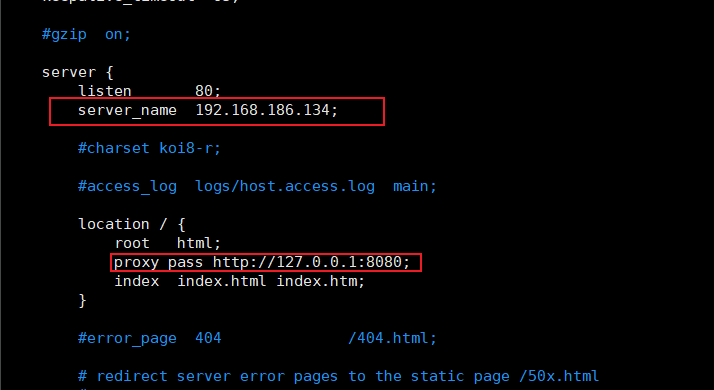 #gzip  on;
server {
listen       80;
server_name  192.168.186.134;
#charset koi8-r;
#access_log  logs/host.access.log  main;
location / {
root   html;
proxy pass http://127.0.0.1:8080;
index  index.html index.htm;
}
#error_page  404              /404.html;
# redirect server error pages to the static page /50x.html